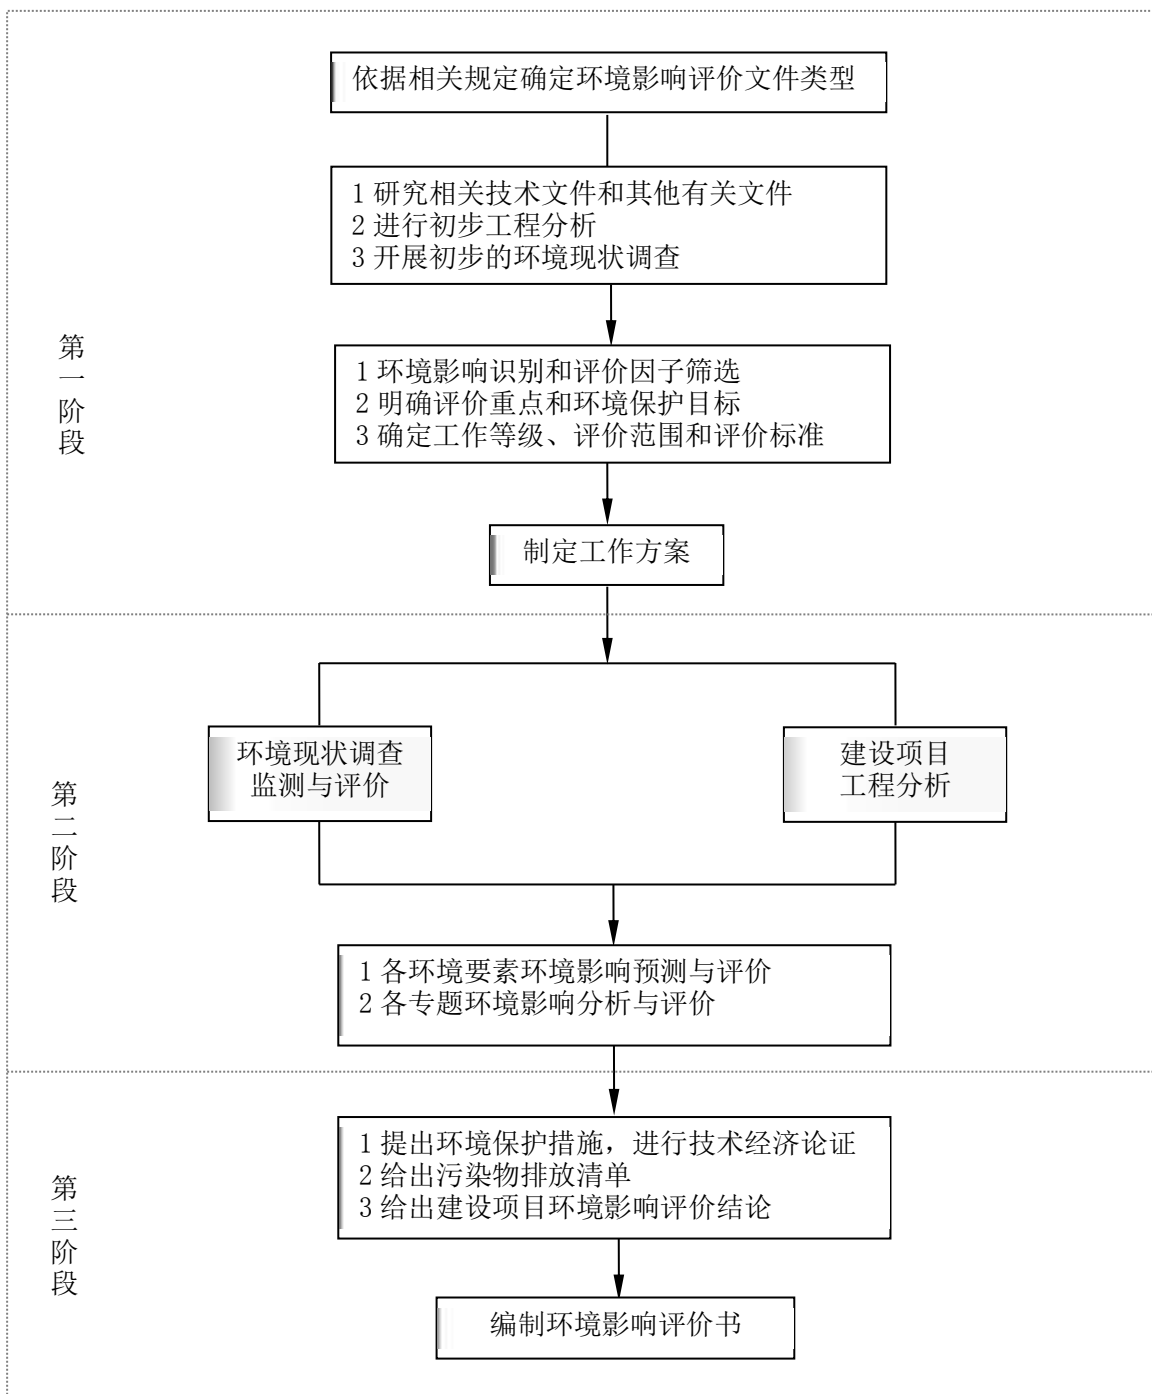 依据相关规定确定环境影响评价文件类型
1 研究相关技术文件和其他有关文件
2 进行初步工程分析
3 开展初步的环境现状调查
第一阶段
1 环境影响识别和评价因子筛选
2 明确评价重点和环境保护目标
3 确定工作等级、评价范围和评价标准
制定工作方案
第二阶段
环境现状调查
监测与评价
建设项目
工程分析
1 各环境要素环境影响预测与评价
2 各专题环境影响分析与评价
第三阶段
1 提出环境保护措施，进行技术经济论证
2 给出污染物排放清单
3 给出建设项目环境影响评价结论
编制环境影响评价书